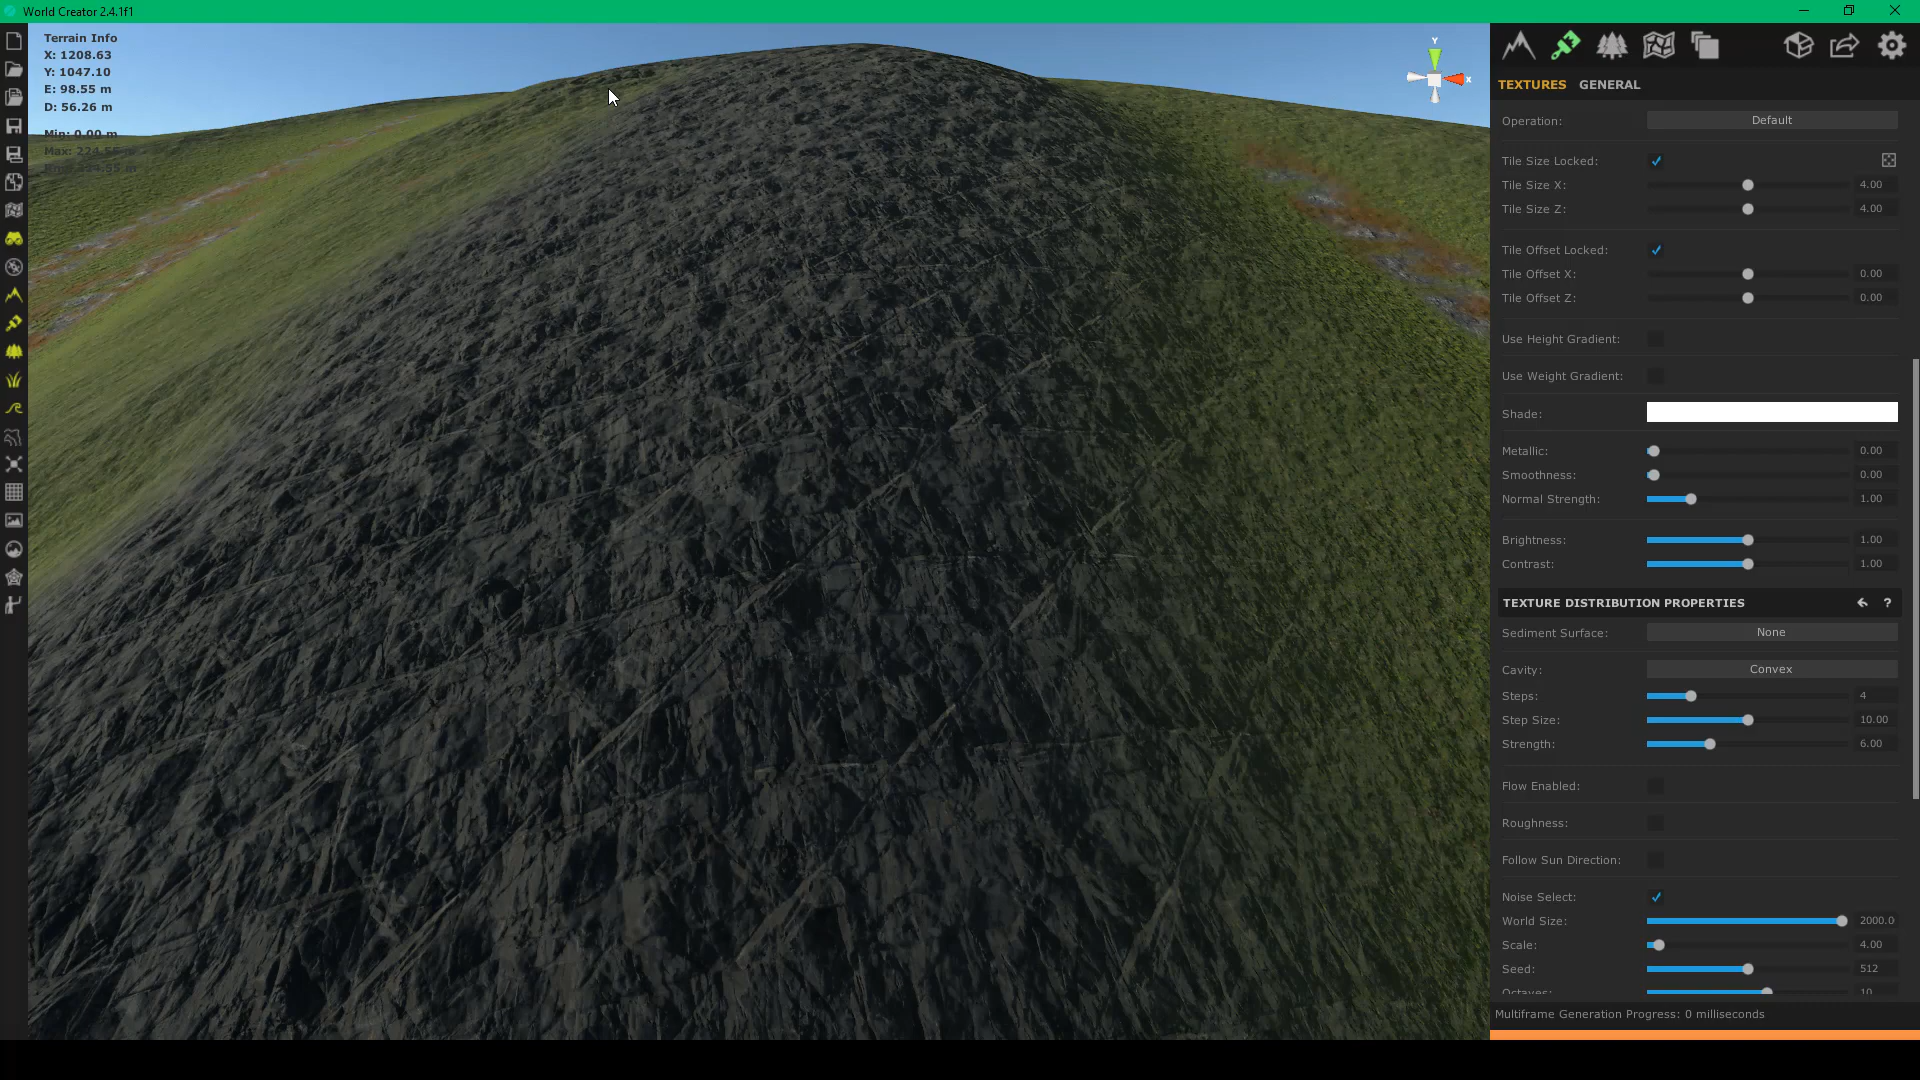 World Creator 2.4.1f1
Terrain Info
X: 1208.63
Y: 1047.10
E: 98.55 m
D: 56.26 m
Min: 0.00 m
Max: 224.55
Y
X
TEXTURES GENERAL
Operation: Default
Tile Size Locked:
Tile Size X: 4.00
Tile Size Z: 4.00
Tile Offset Locked:
Tile Offset X: 0.00
Tile Offset Z: 0.00
Use Height Gradient:
Use Weight Gradient:
Shade:
Metallic: 0.00
Smoothness: 0.00
Normal Strength: 1.00
Brightness: 1.00
Contrast: 1.00
TEXTURE DISTRIBUTION PROPERTIES ?
Sediment Surface: None
Cavity: Convex
Steps: 4
Step Size: 10.00
Strength: 6.00
Flow Enabled:
Roughness:
Follow Sun Direction:
Noise Select:
World Size: 2000.0
Scale: 4.00
Seed: 512
Octaves: 10
Multiframe Generation Progress: 0 milliseconds